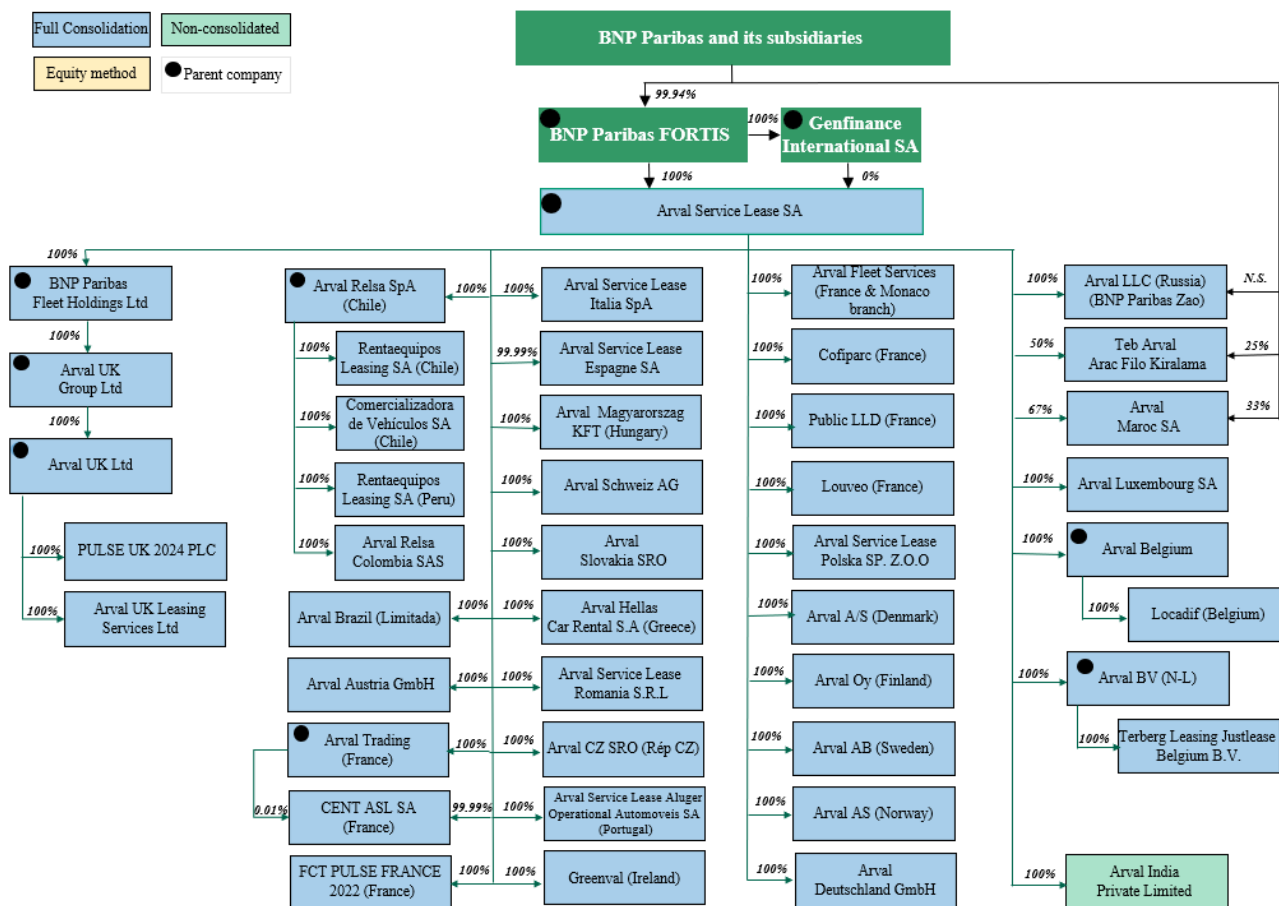 Full Consolidation
Non-consolidated
Equity method
Parent company
BNP Paribas and its subsidiaries
99.94%
BNP Paribas FORTIS
100%
Genfinance
International SA
100%
0%
Arval Service Lease SA
100%
BNP Paribas
Fleet Holdings Ltd
100%
Arval UK
Group Ltd
100%
Arval UK Ltd
100%
PULSE UK 2024 PLC
100%
Arval UK Leasing
Services Ltd
Arval Relsa SpA
(Chile)
100%
100%
Rentaequipos
Leasing SA (Chile)
100%
Comercializadora
de Vehículos SA
(Chile)
100%
Rentaequipos
Leasing SA (Peru)
100%
Arval Relsa
Colombia SAS
Arval Brazil (Limitada)
100%
Arval Austria GmbH
100%
Arval Trading
(France)
100%
0.01%
CENT ASL SA
(France)
99.99%
FCT PULSE FRANCE
2022 (France)
100%
100%
Arval Service Lease
Italia SpA
99.99%
Arval Service Lease
Espagne SA
100%
Arval Magyarorszag
KFT (Hungary)
100%
Arval Schweiz AG
100%
Arval
Slovakia SRO
100%
Arval Hellas
Car Rental S.A (Greece)
100%
Arval Service Lease
Romania S.R.L
100%
Arval CZ SRO (Rép CZ)
100%
Arval Service Lease Aluger
Operational Automoveis SA
(Portugal)
100%
Greenval (Ireland)
100%
Arval Fleet Services
(France & Monaco
branch)
100%
Cofiparc (France)
100%
Public LLD (France)
100%
Louveo (France)
100%
Arval Service Lease
Polska SP. Z.O.O
100%
Arval A/S (Denmark)
100%
Arval Oy (Finland)
100%
Arval AB (Sweden)
100%
Arval AS (Norway)
100%
Arval
Deutschland GmbH
100%
Arval LLC (Russia)
(BNP Paribas Zao)
N.S.
50%
Teb Arval
Arac Filo Kiralama
25%
67%
Arval
Maroc SA
33%
100%
Arval Luxembourg SA
100%
Arval Belgium
100%
Locadif (Belgium)
100%
Arval BV (N-L)
100%
Terberg Leasing Justlease
Belgium B.V.
100%
Arval India
Private Limited